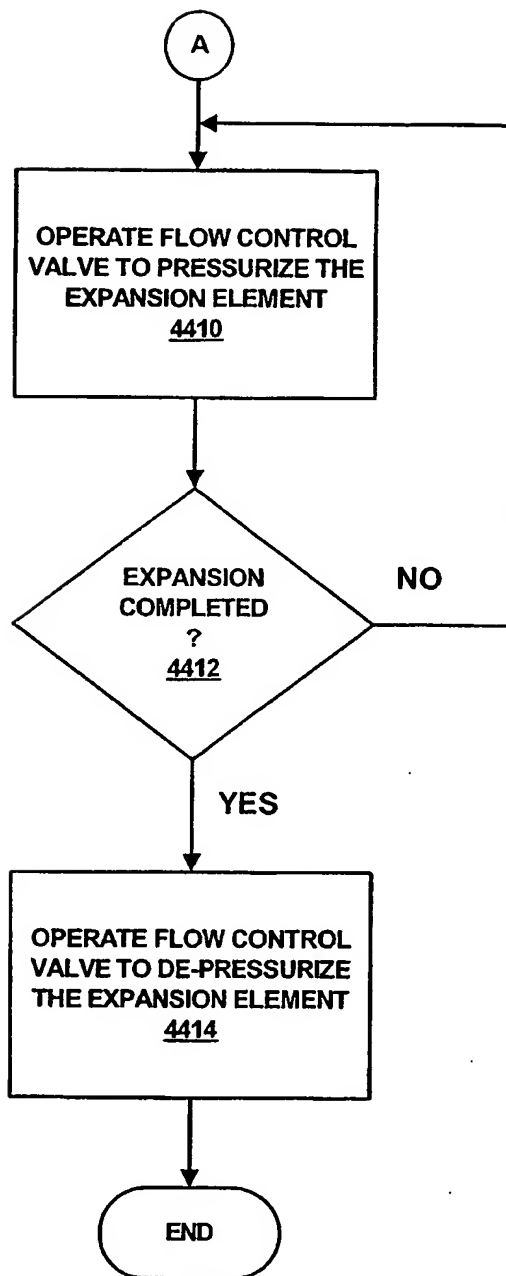 A
OPERATE FLOW CONTROL
VALVE TO PRESSURIZE THE
EXPANSION ELEMENT
4410
EXPANSION
COMPLETED
?
4412
NO
YES
OPERATE FLOW CONTROL
VALVE TO DE-PRESSURIZE
THE EXPANSION ELEMENT
4414
END